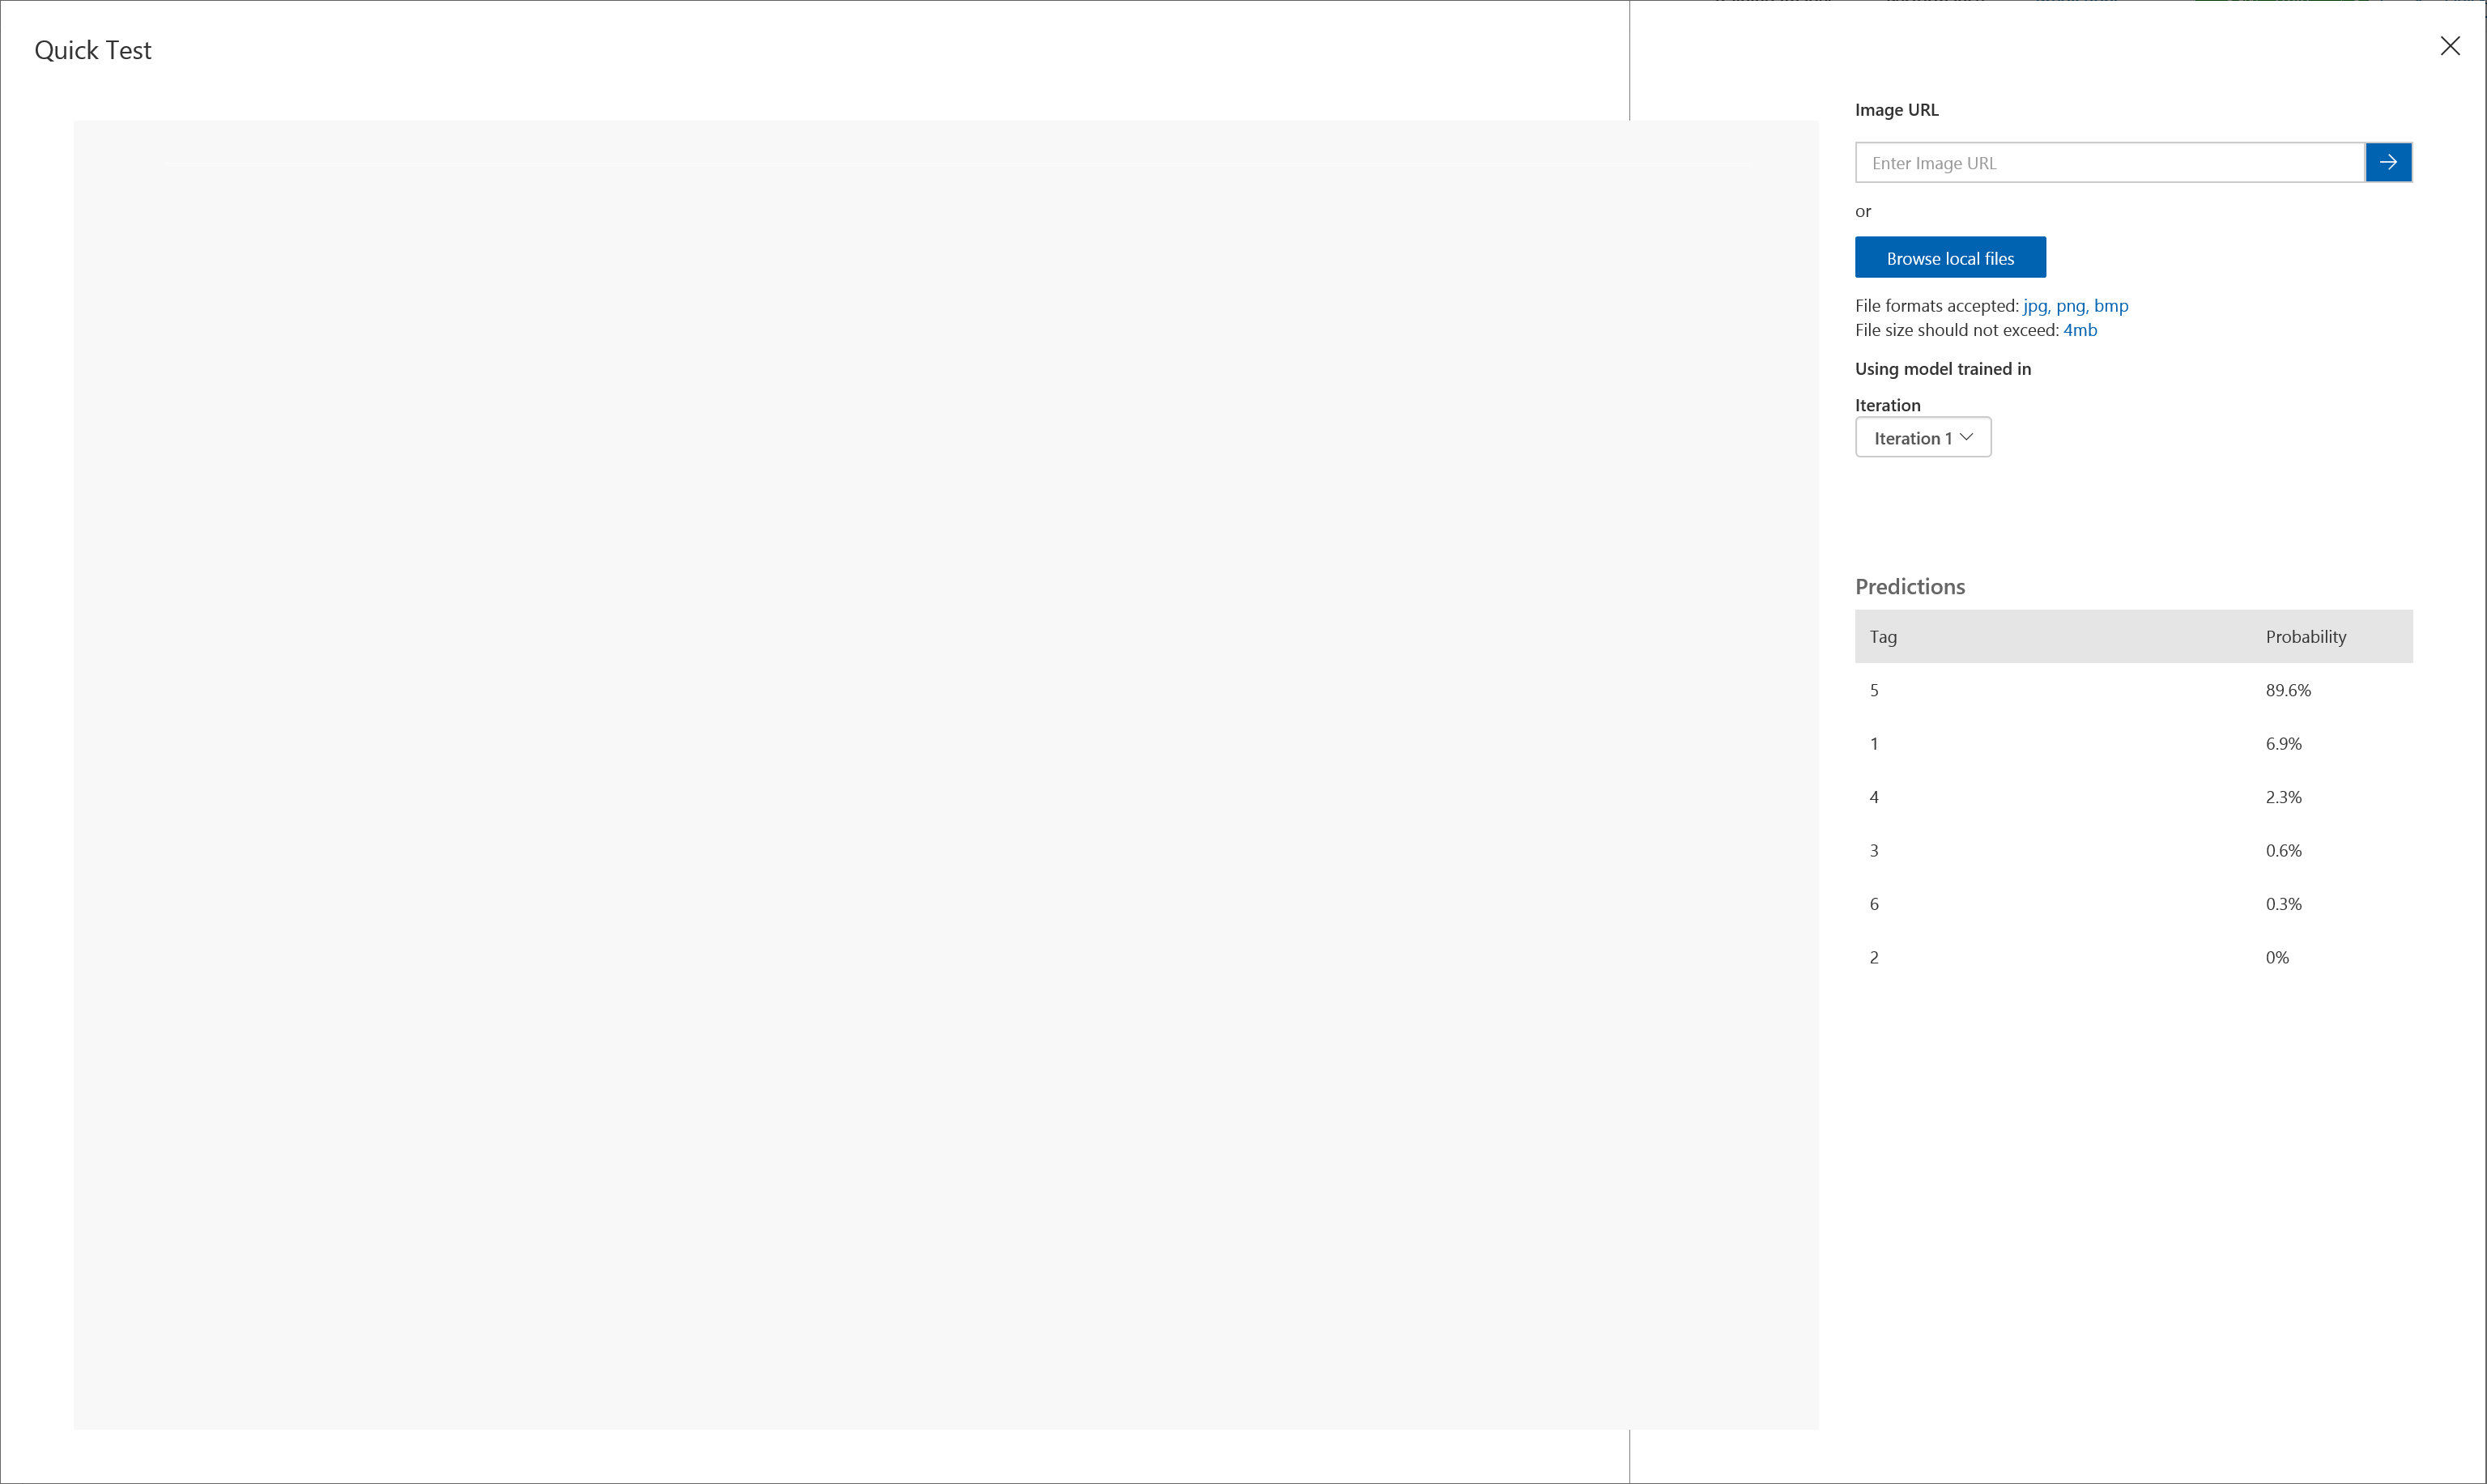 Quick Test
Image URL
Enter Image URL
or
Browse local files
File formats accepted: jpg, png, bmp
File size should not exceed: 4mb
Using model trained in
Iteration
Iteration 1
Predictions
Tag Probability
5 89.6%
1 6.9%
4 2.3%
3 0.6%
6 0.3%
2 0%